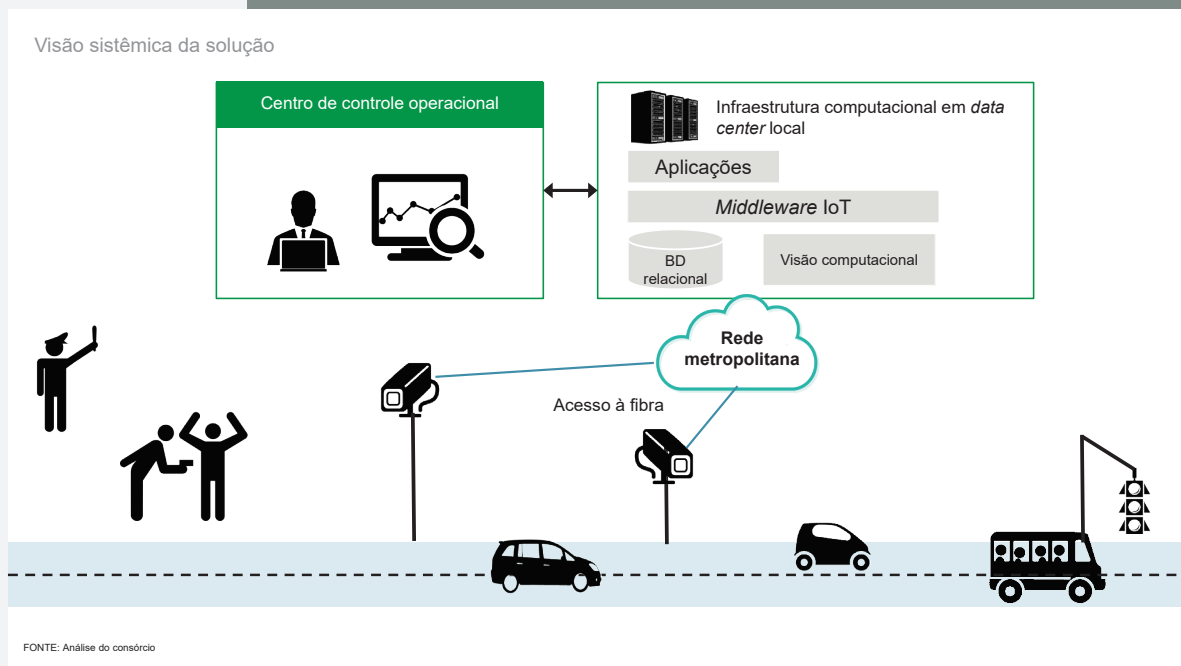 Visão sistêmica da solução
Centro de controle operacional
Infraestrutura computacional em data
center local
Aplicações
Middleware IoT
BD
relacional
Visão computacional
Rede
metropolitana
Acesso à fibra
FONTE: Análise do consórcio